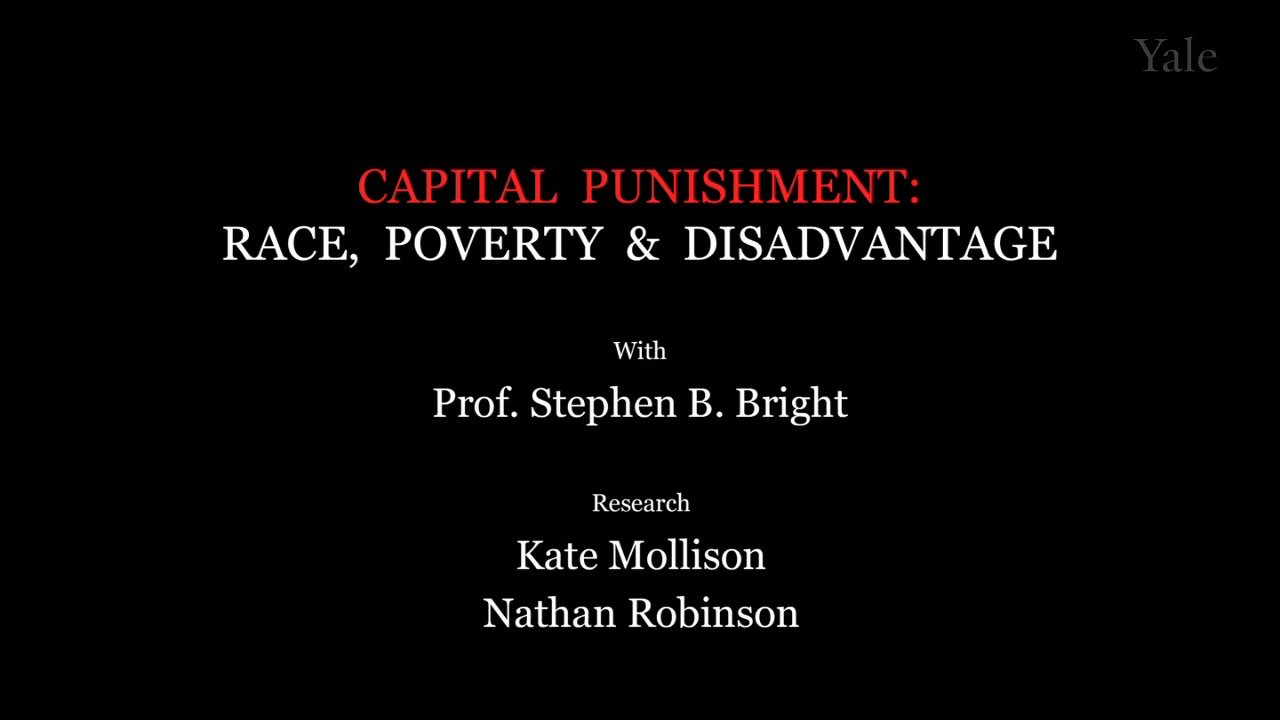 Yale
CAPITAL PUNISHMENT:
RACE, POVERTY & DISADVANTAGE
With
Prof. Stephen B. Bright
Research
Kate Mollison
Nathan Robinson